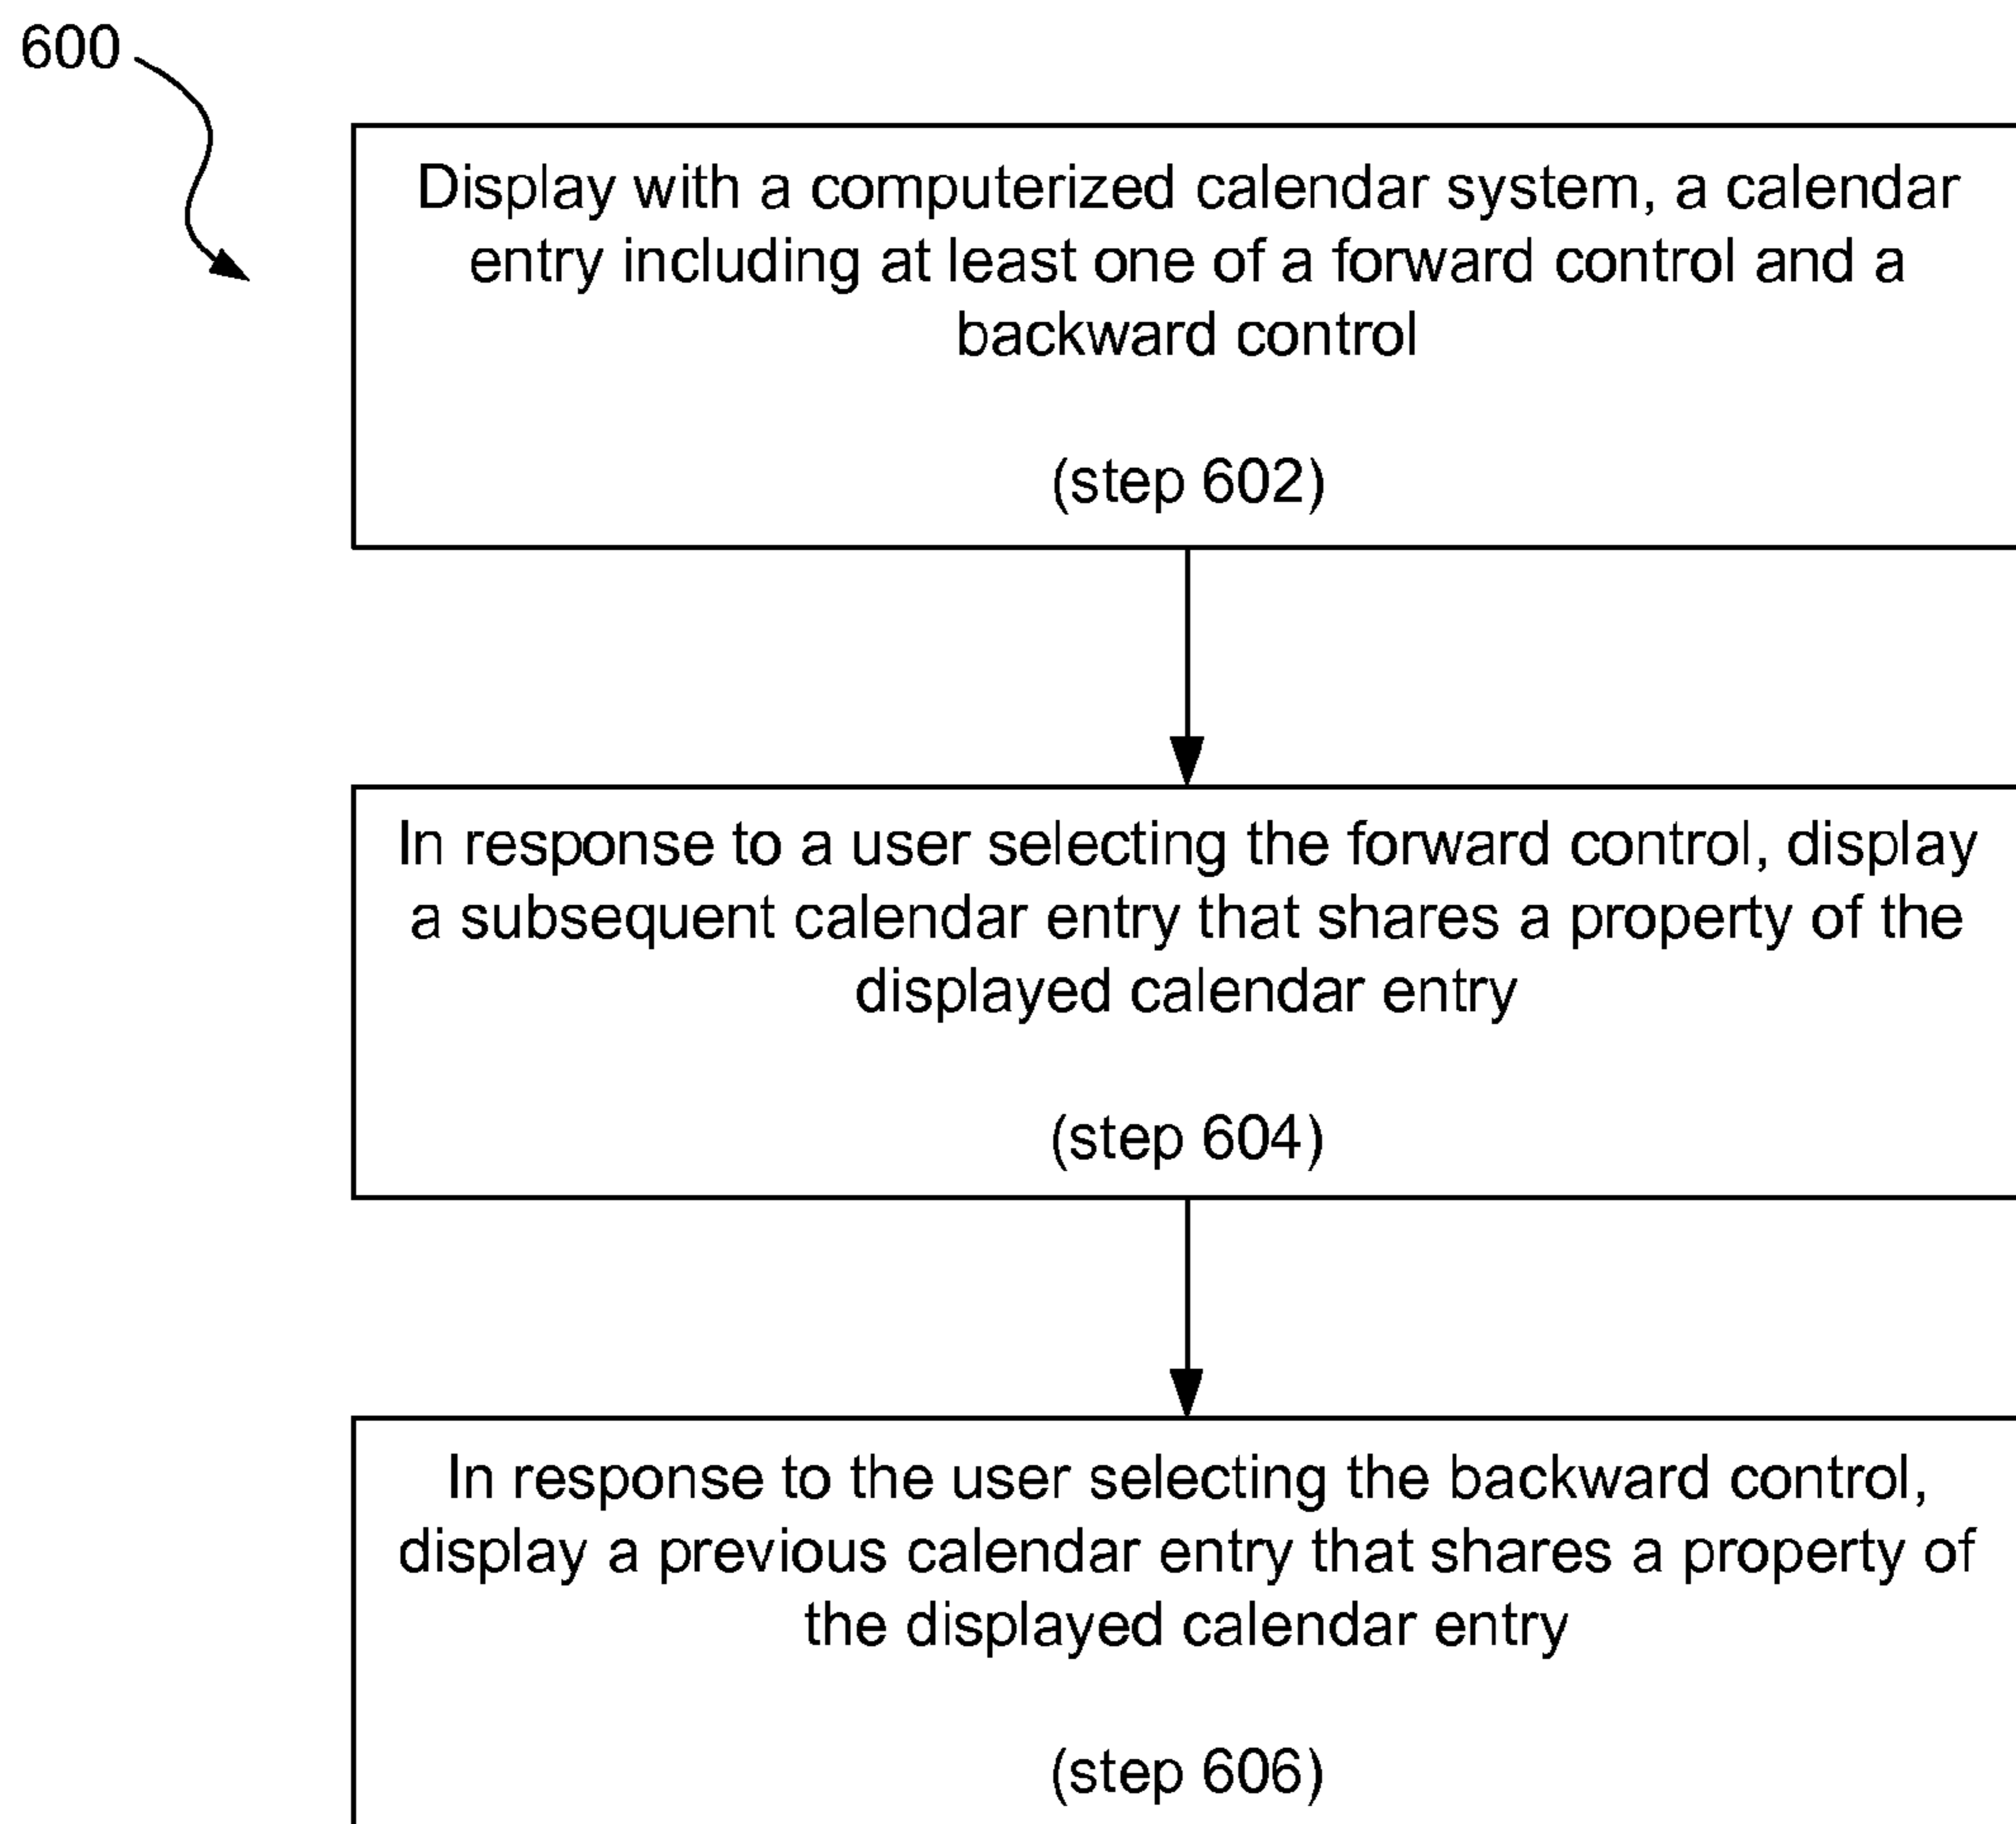 600
Display with a computerized calendar system, a calendar
entry including at least one of a forward control and a
backward control
(step 602)
In response to a user selecting the forward control, display
a subsequent calendar entry that shares a property of the
displayed calendar entry
(step 604)
In response to the user selecting the backward control,
display a previous calendar entry that shares a property of
the displayed calendar entry
(step 606)